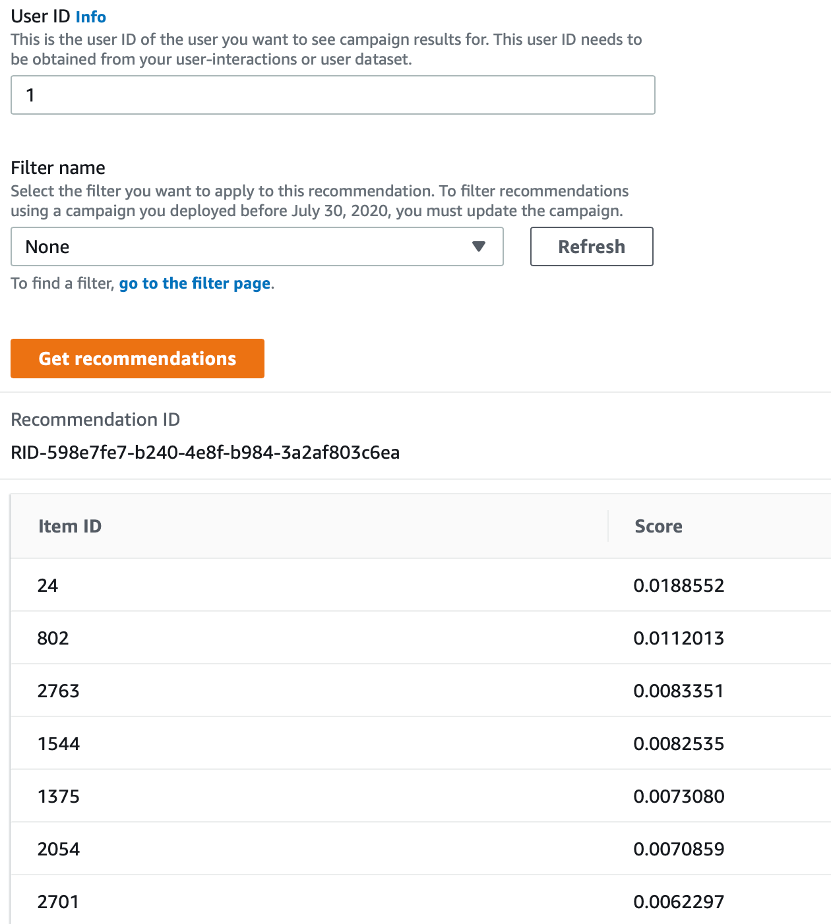 User ID Info
This is the user ID of the user you want to see campaign results for. This user ID needs to
be obtained from your user-interactions or user dataset.
1
Filter name
Select the filter you want to apply to this recommendation. To filter recommendations
using a campaign you deployed before July 30, 2020, you must update the campaign.
None Refresh
To find a filter, go to the filter page.
Get recommendations
Recommendation ID
RID-598e7fe7-b240-4e8f-b984-3a2af803c6ea
Item ID Score
24 0.0188552
802 0.0112013
2763 0.0083351
1544 0.0082535
1375 0.0073080
2054 0.0070859
2701 0.0062297